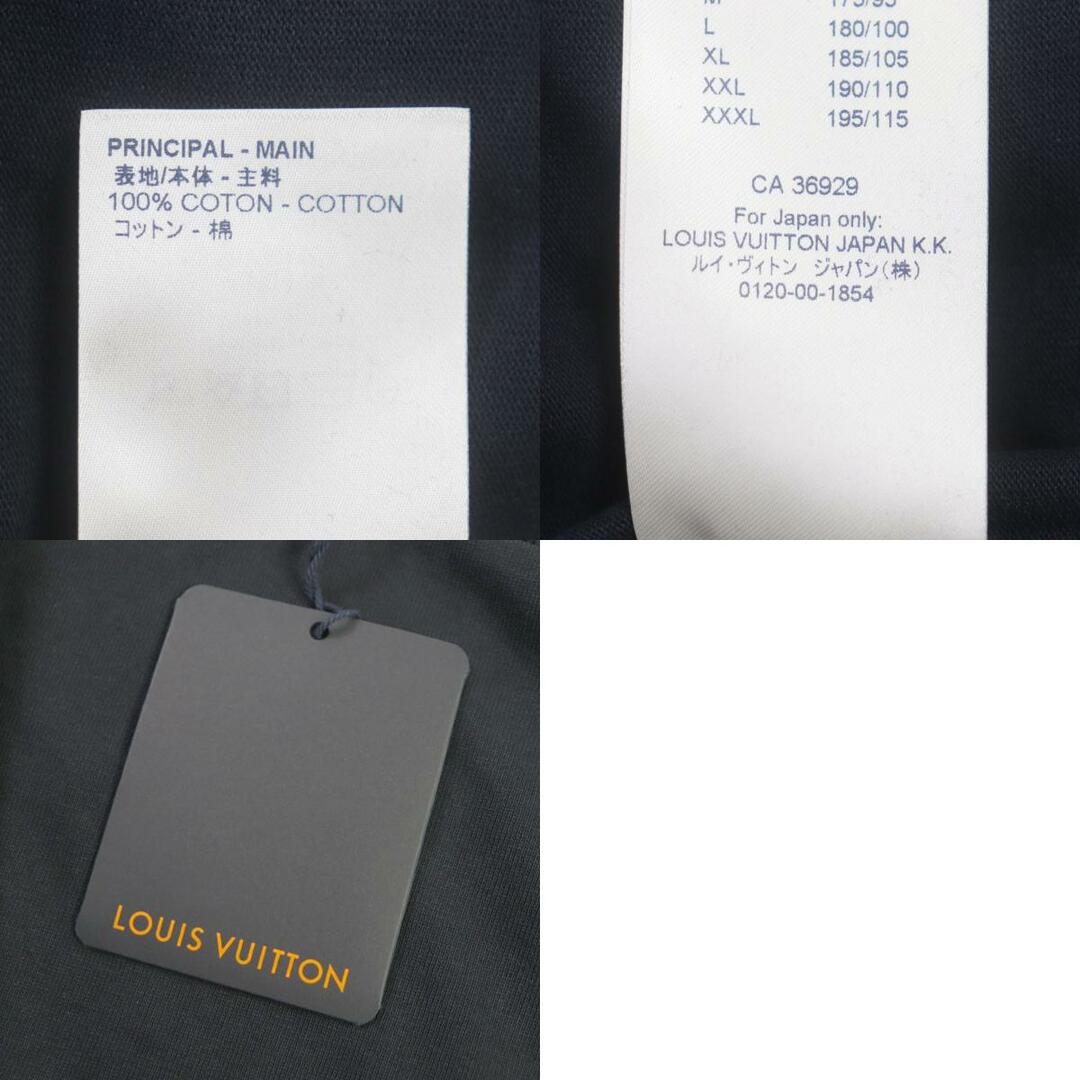 PRINCIPAL - MAIN
表地/本体 - 主料
100% COTON - COTTON
コットン - 棉
M 175/95
L 180/100
XL 185/105
XXL 190/110
XXXL 195/115
CA 36929
For Japan only:
LOUIS VUITTON JAPAN K.K.
ルイ・ヴィトン ジャパン(株)
0120-00-1854
LOUIS VUITTON